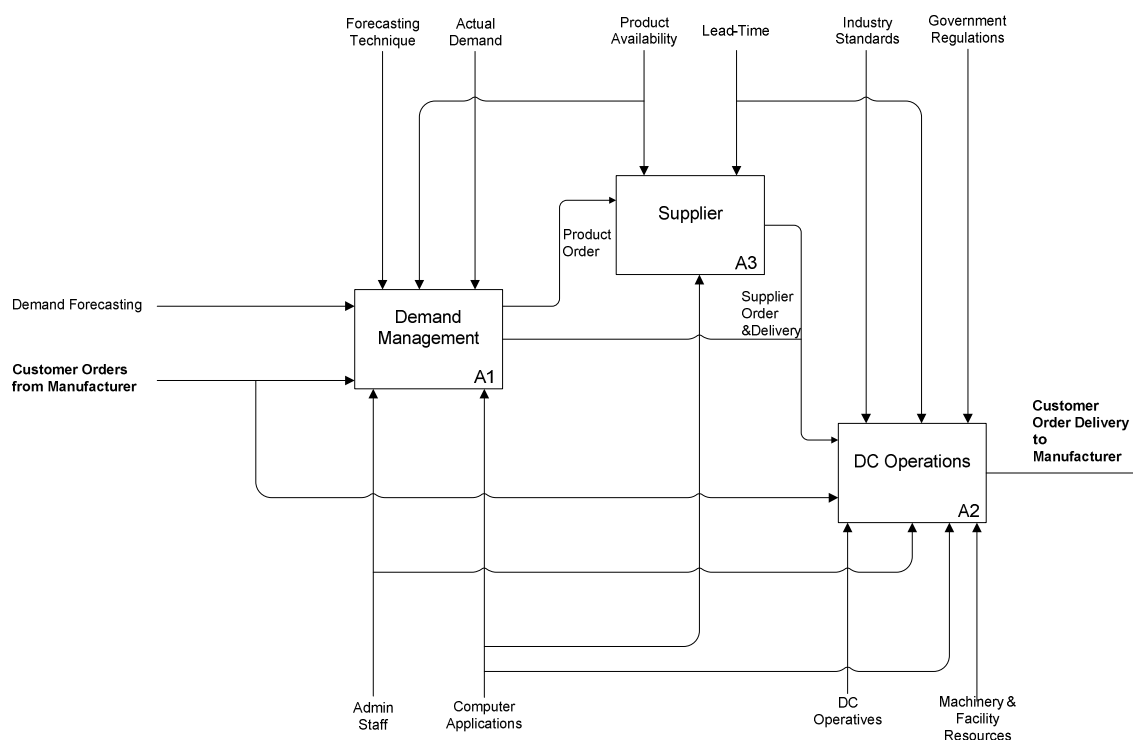 Forecasting
Technique
Actual
Demand
Product
Availability
Lead-Time
Industry
Standards
Government
Regulations
Supplier
A3
Product
Order
Demand Forecasting
Demand
Management
A1
Supplier
Order
&Delivery
Customer Orders
from Manufacturer
Customer
Order Delivery
to
Manufacturer
DC Operations
A2
Admin
Staff
Computer
Applications
DC
Operatives
Machinery &
Facility
Resources